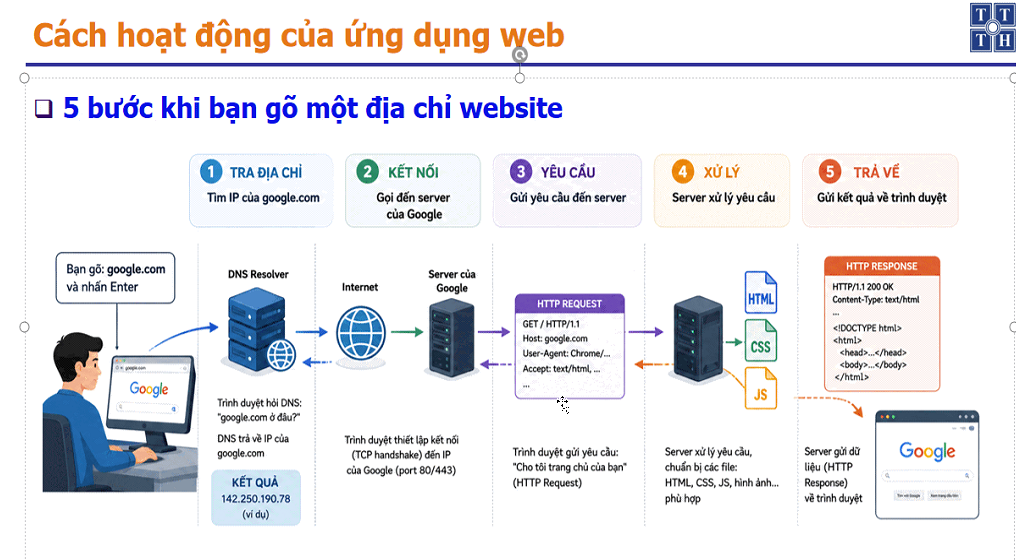 Cách hoạt động của ứng dụng web
T T
T H
5 bước khi bạn gõ một địa chỉ website
1 TRA ĐỊA CHỈ
Tìm IP của google.com
2 KẾT NỐI
Gọi đến server
của Google
3 YÊU CẦU
Gửi yêu cầu đến server
4 XỬ LÝ
Server xử lý yêu cầu
5 TRẢ VỀ
Gửi kết quả về trình duyệt
Bạn gõ: google.com
và nhấn Enter
google.com
Google
DNS Resolver
Trình duyệt hỏi DNS:
"google.com ở đâu?"
DNS trả về IP của
google.com
KẾT QUẢ
142.250.190.78
(ví dụ)
Internet
Server của
Google
Trình duyệt thiết lập kết nối
(TCP handshake) đến IP
của Google (port 80/443)
HTTP REQUEST
GET / HTTP/1.1
Host: google.com
User-Agent: Chrome/...
Accept: text/html, ...
...
Trình duyệt gửi yêu cầu:
"Cho tôi trang chủ của bạn"
(HTTP Request)
HTML
CSS
JS
Server xử lý yêu cầu,
chuẩn bị các file:
HTML, CSS, JS, hình ảnh...
phù hợp
HTTP RESPONSE
HTTP/1.1 200 OK
Content-Type: text/html
...
<!DOCTYPE html>
<html>
<head>...</head>
<body>...</body>
</html>
Server gửi dữ
liệu (HTTP
Response)
về trình duyệt
Google